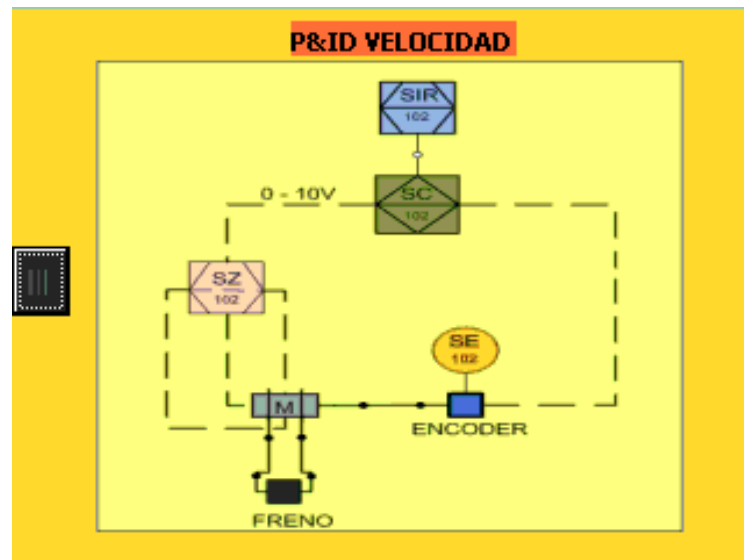 P&ID VELOCIDAD
SIR
102
0 - 10V
SC
102
SZ
102
SE
102
M
ENCODER
FRENO